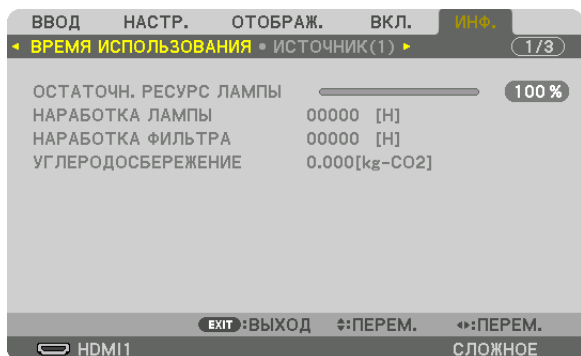 ВВОД НАСТР. ОТОБРАЖ. ВКЛ. ИНФ.
◂ ВРЕМЯ ИСПОЛЬЗОВАНИЯ • ИСТОЧНИК(1) ▸ 1/3
ОСТАТОЧН. РЕСУРС ЛАМПЫ 100 %
НАРАБОТКА ЛАМПЫ 00000 [H]
НАРАБОТКА ФИЛЬТРА 00000 [H]
УГЛЕРОДОСБЕРЕЖЕНИЕ 0.000[kg-CO2]
EXIT :ВЫХОД :ПЕРЕМ. :ПЕРЕМ.
HDMI1 СЛОЖНОЕ